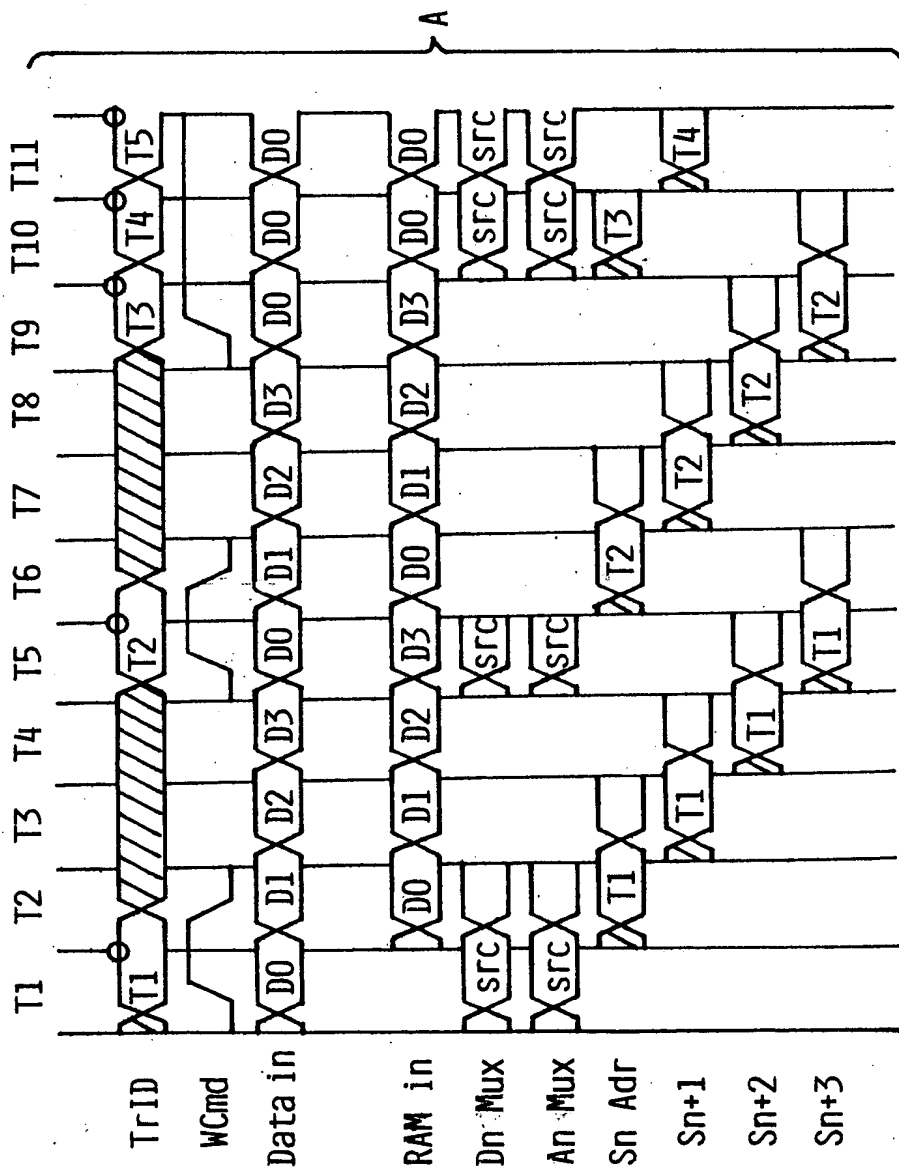 T1 T2 T3 T4 T5 T6 T7 T8 T9 T10 T11
TrID T1 T2 T3 T4 T5
WCmd
Data in D0 D1 D2 D3 D0 D1 D2 D3 D0 D0 D0
RAM in D0 D1 D2 D3 D0 D1 D2 D3 D0 D0
Dn Mux src src src src
An Mux src src src src
Sn Adr T1 T2 T3
Sn+1 T1 T2 T4
Sn+2 T1 T2
Sn+3 T1 T2
A